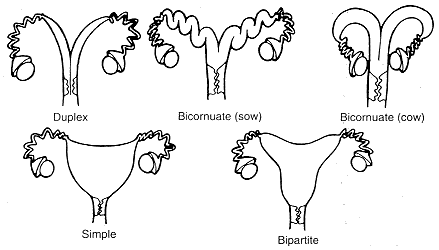 Duplex
Bicornuate (sow)
Bicornuate (cow)
Simple
Bipartite